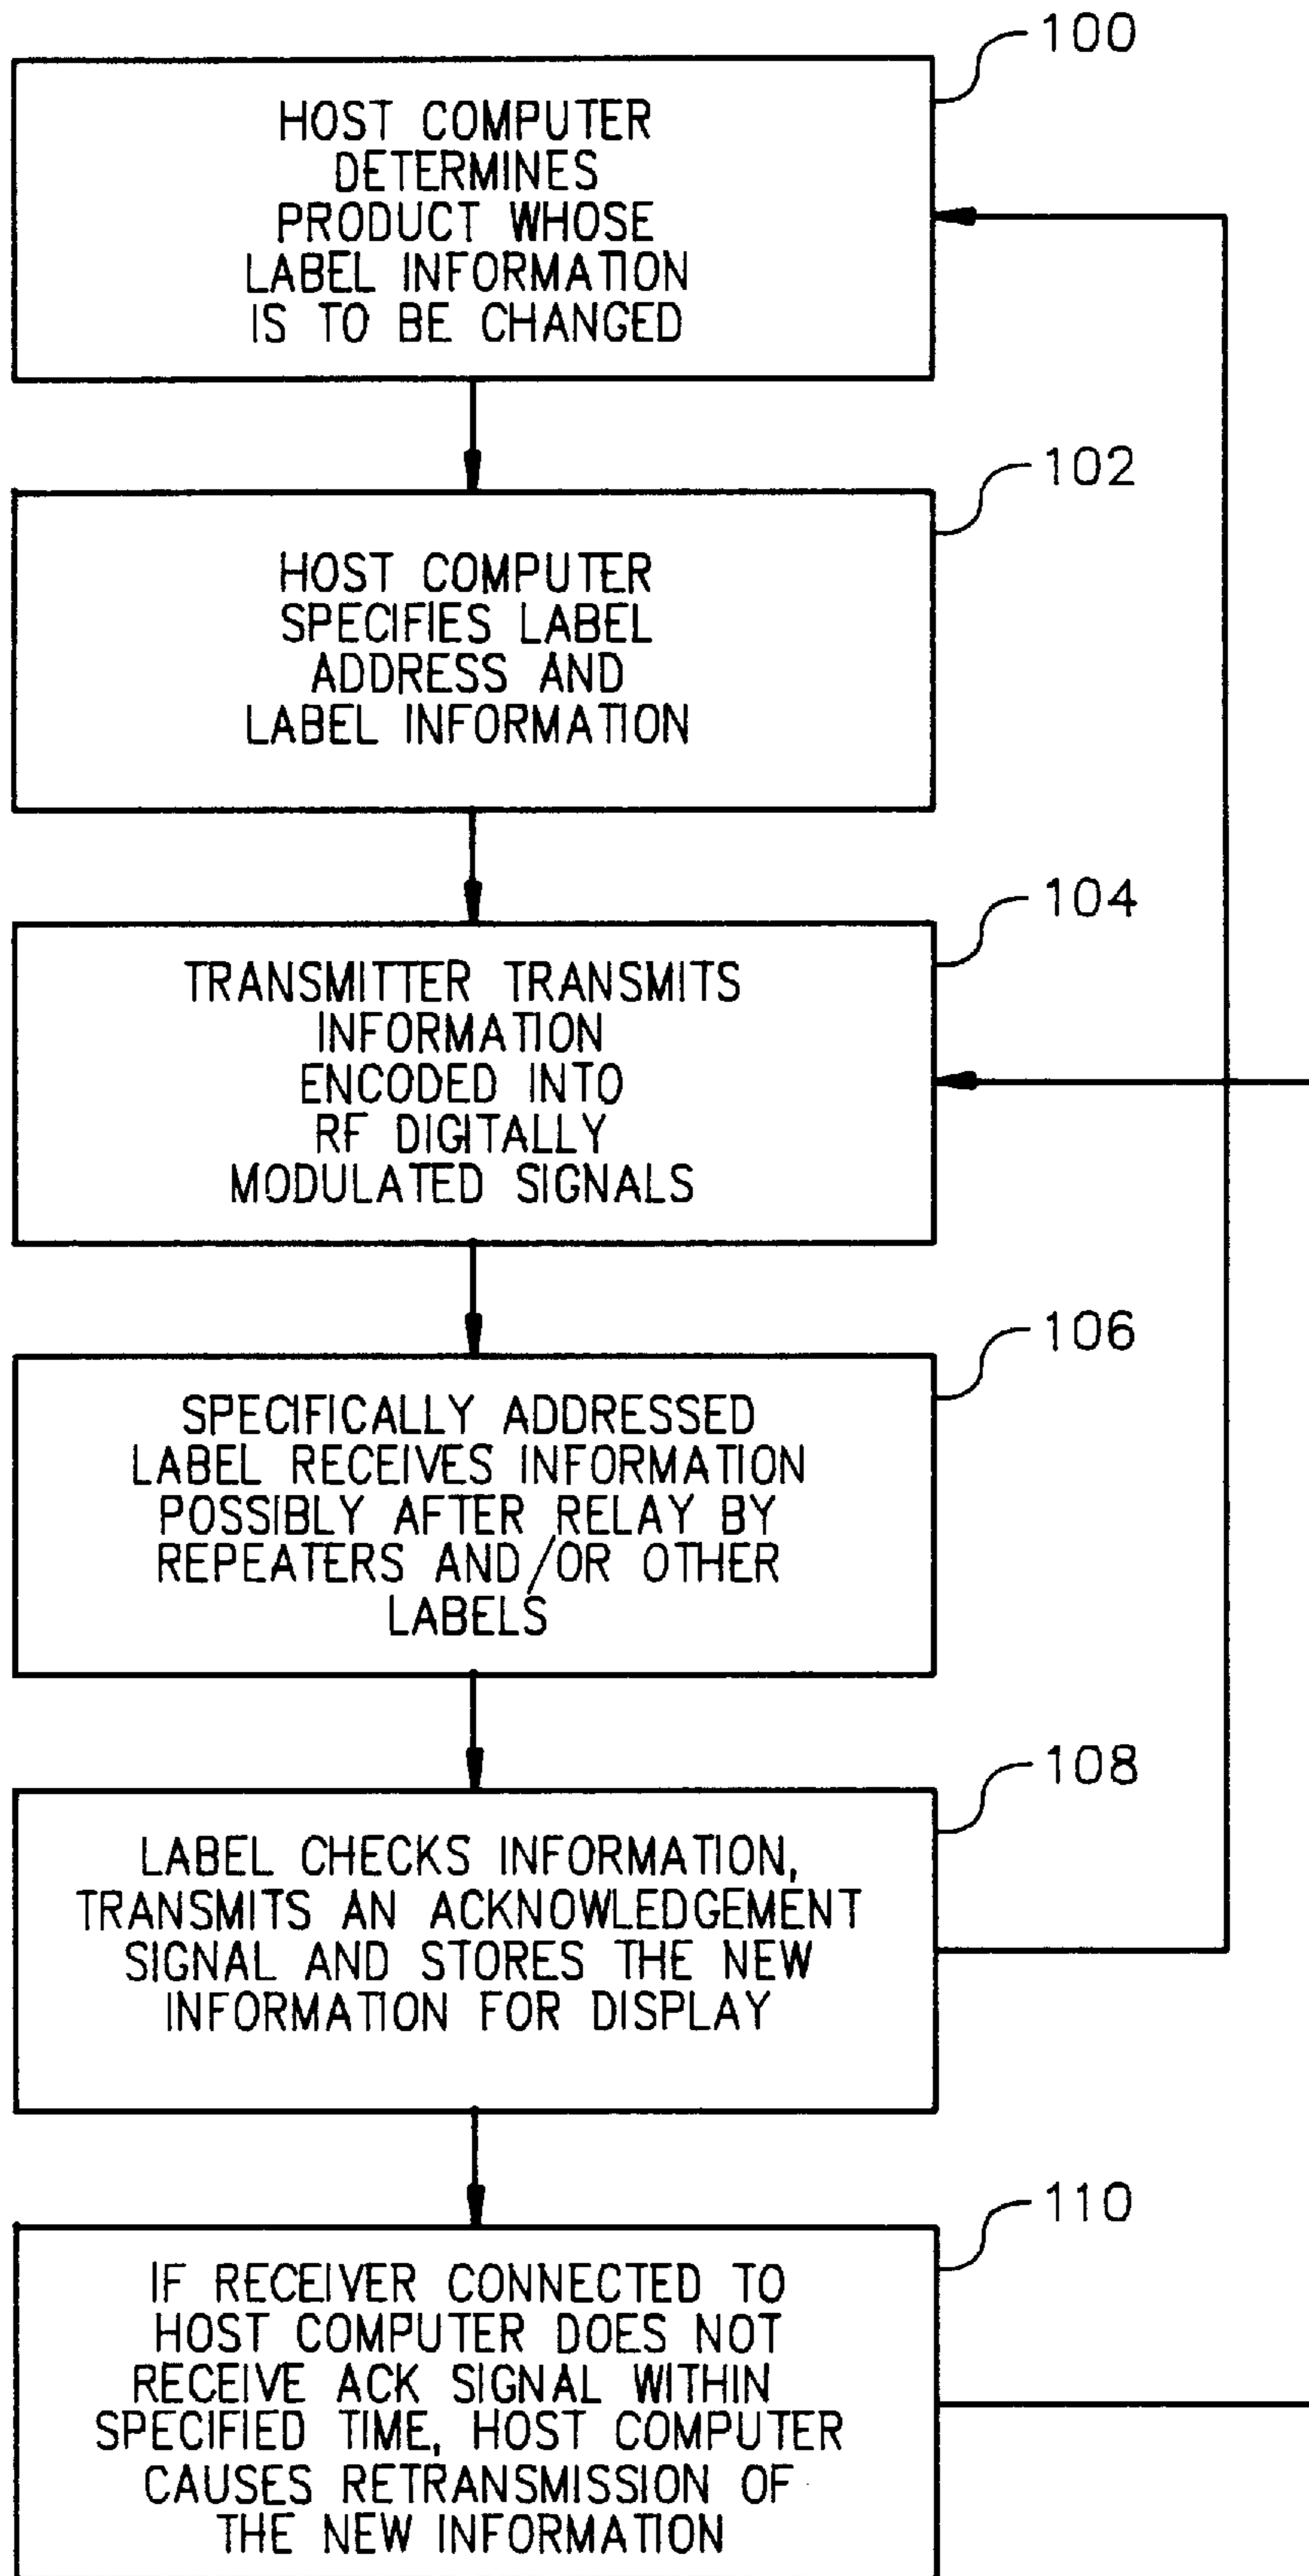 100
HOST COMPUTER
DETERMINES
PRODUCT WHOSE
LABEL INFORMATION
IS TO BE CHANGED
102
HOST COMPUTER
SPECIFIES LABEL
ADDRESS AND
LABEL INFORMATION
104
TRANSMITTER TRANSMITS
INFORMATION
ENCODED INTO
RF DIGITALLY
MODULATED SIGNALS
106
SPECIFICALLY ADDRESSED
LABEL RECEIVES INFORMATION
POSSIBLY AFTER RELAY BY
REPEATERS AND/OR OTHER
LABELS
108
LABEL CHECKS INFORMATION,
TRANSMITS AN ACKNOWLEDGEMENT
SIGNAL AND STORES THE NEW
INFORMATION FOR DISPLAY
110
IF RECEIVER CONNECTED TO
HOST COMPUTER DOES NOT
RECEIVE ACK SIGNAL WITHIN
SPECIFIED TIME, HOST COMPUTER
CAUSES RETRANSMISSION OF
THE NEW INFORMATION